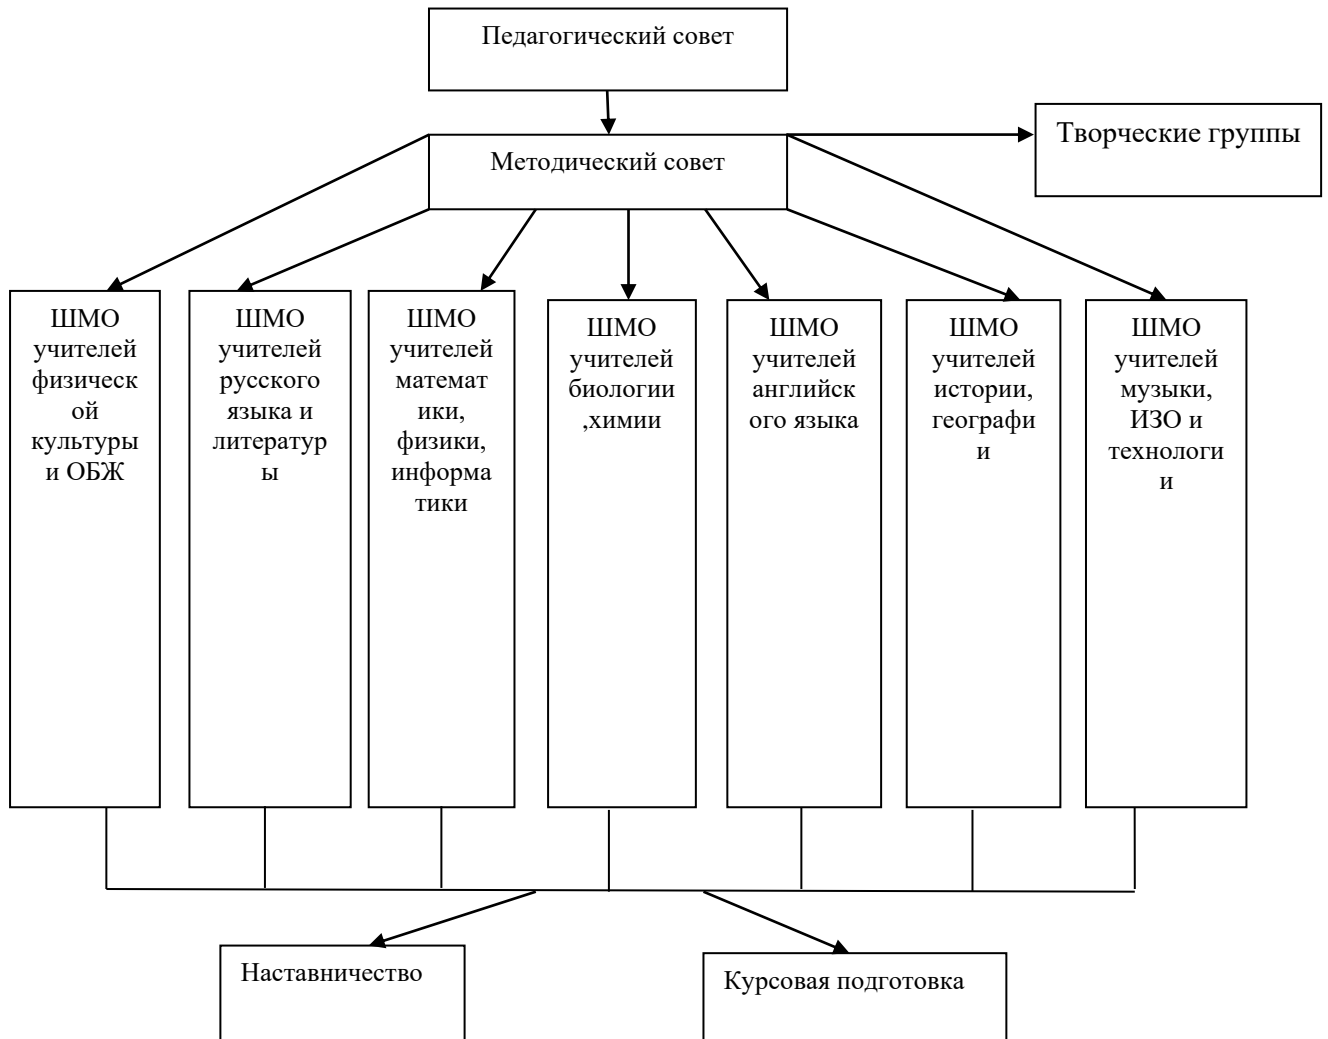 Педагогический совет
Творческие группы
Методический совет
ШМО
учителей
физическ
ой
культуры
и ОБЖ
ШМО
учителей
русского
языка и
литератур
ы
ШМО
учителей
математ
ики,
физики,
информа
тики
ШМО
учителей
биологии
,химии
ШМО
учителей
английск
ого языка
ШМО
учителей
истории,
географи
и
ШМО
учителей
музыки,
ИЗО и
технологи
и
Наставничество
Курсовая подготовка